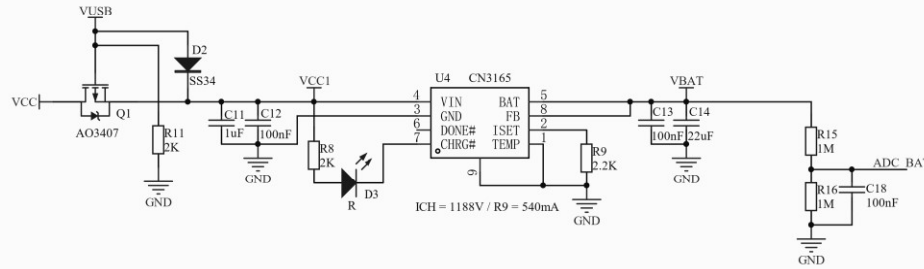 VUSB
D2
SS34
VCC
Q1
AO3407
R11
2K
GND
C11
1uF
C12
100nF
GND
VCC1
R8
2K
R
D3
U4 CN3165
4 VIN BAT 5
3 GND FB 8
6 DONE# ISET 2
7 CHRG# TEMP 1
9
R9
2.2K
GND
ICH = 1188V / R9 = 540mA
VBAT
C13
100nF
C14
22uF
GND
R15
1M
ADC_BAT
R16
1M
C18
100nF
GND